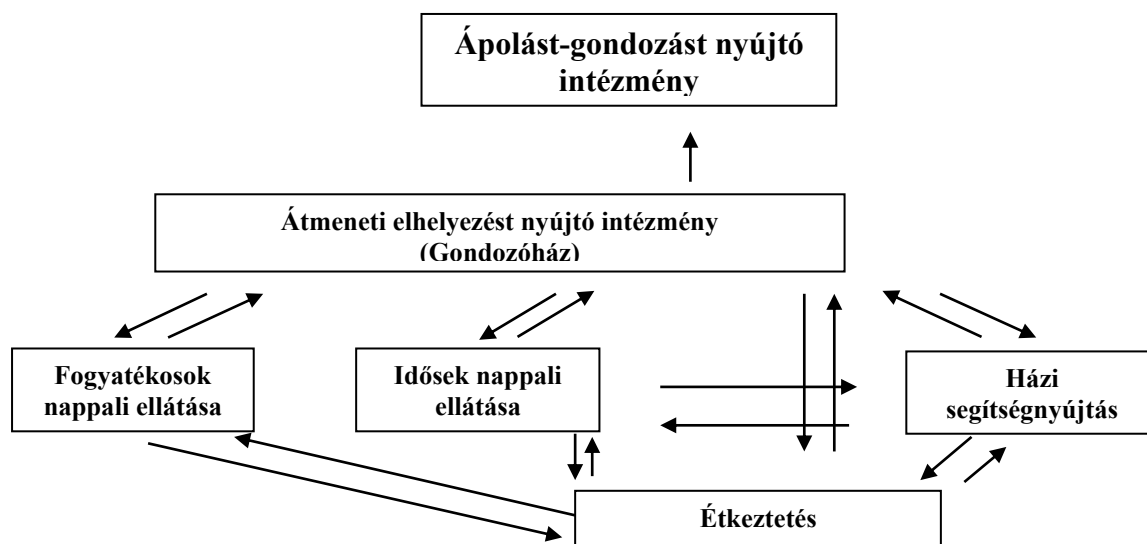 Ápolást-gondozást nyújtó
intézmény
Átmeneti elhelyezést nyújtó intézmény
(Gondozóház)
Fogyatékosok
nappali ellátása
Idősek nappali
ellátása
Házi
segítségnyújtás
Étkeztetés